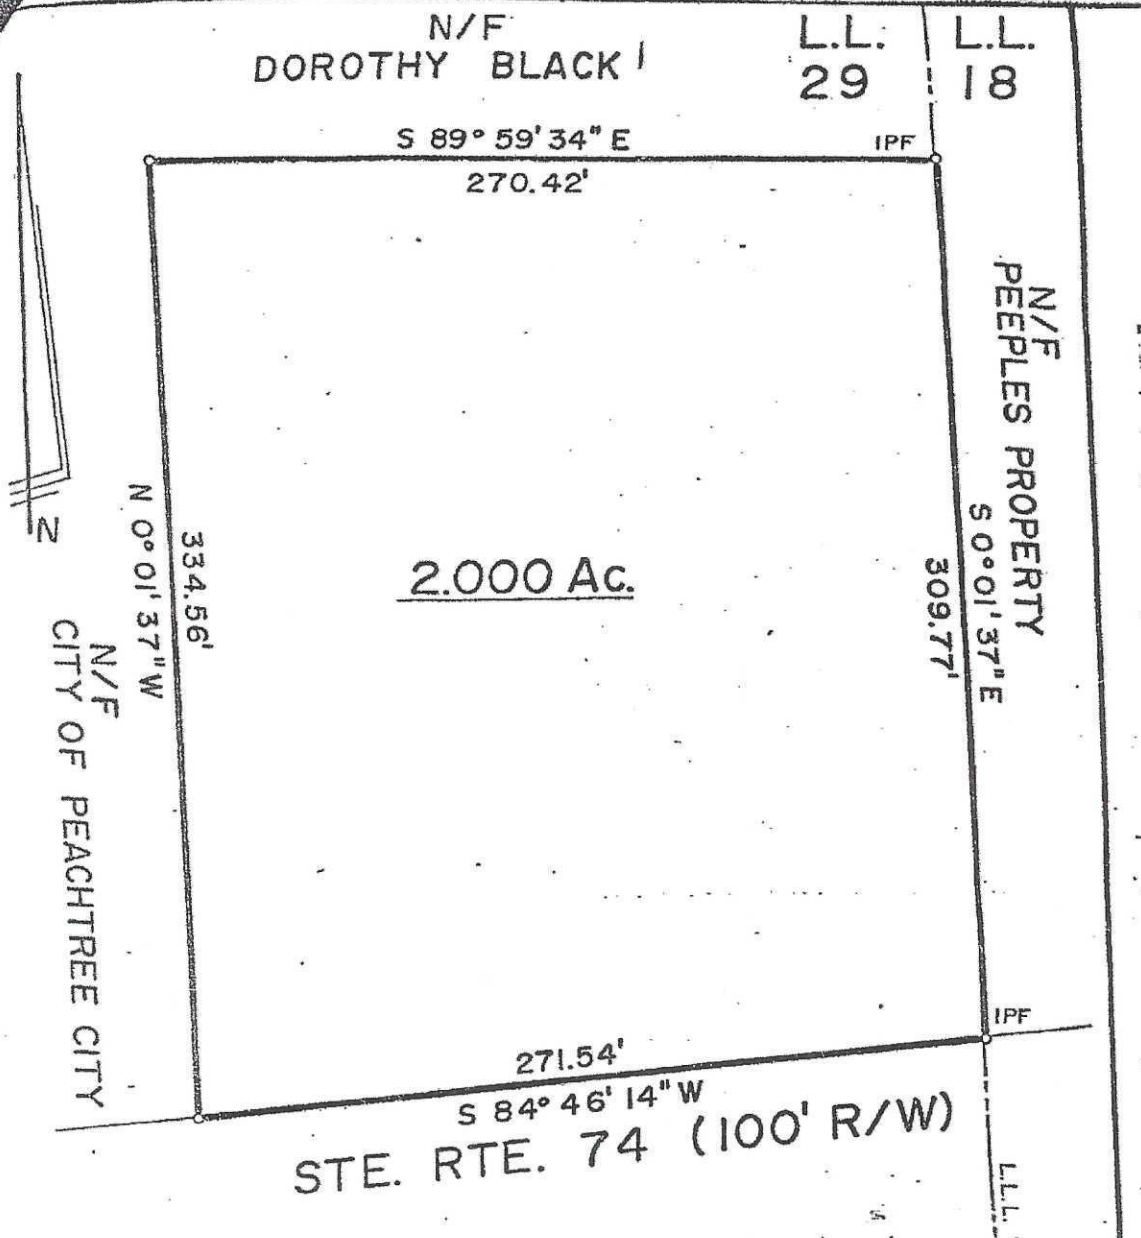 N/F
DOROTHY BLACK
L.L.
29
L.L.
18
S 89° 59' 34" E
IPF
270.42'
N/F
PEEPLES PROPERTY
S 0° 01' 37" E
309.77'
N
N 0° 01' 37" W
334.56'
2.000 Ac.
N/F
CITY OF PEACHTREE CITY
IPF
271.54'
S 84° 46' 14" W
STE. RTE. 74 (100' R/W)
L.L.L.